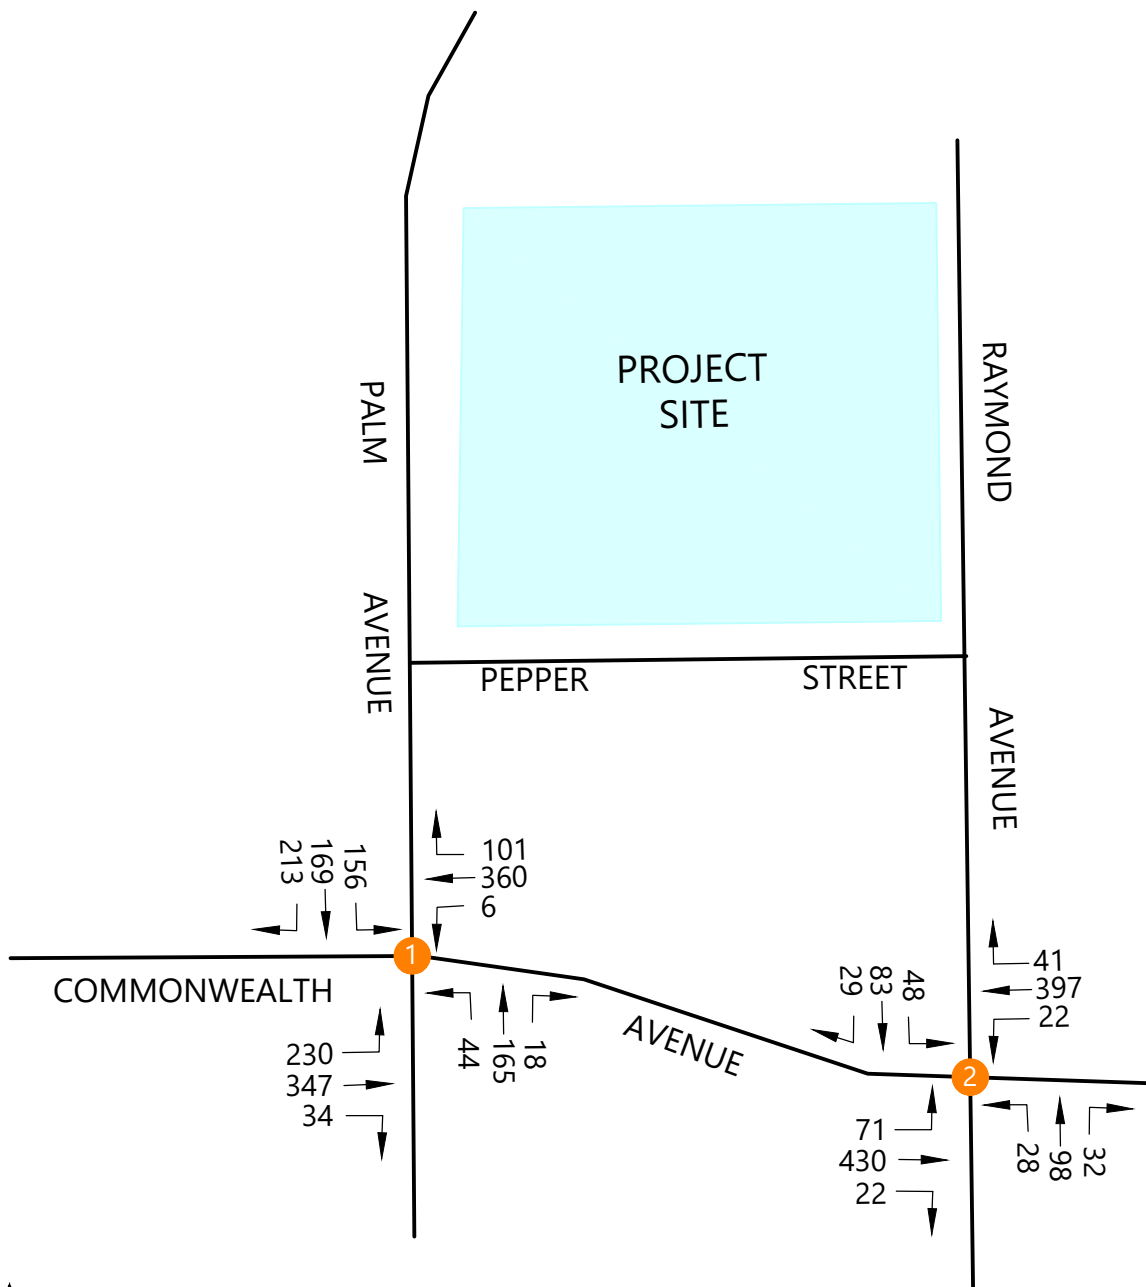 PROJECT
SITE
PALM
AVENUE
RAYMOND
AVENUE
PEPPER
STREET
213
169
156
101
360
6
1
COMMONWEALTH
AVENUE
230
347
34
44
165
18
29
83
48
41
397
22
2
71
430
22
28
98
32